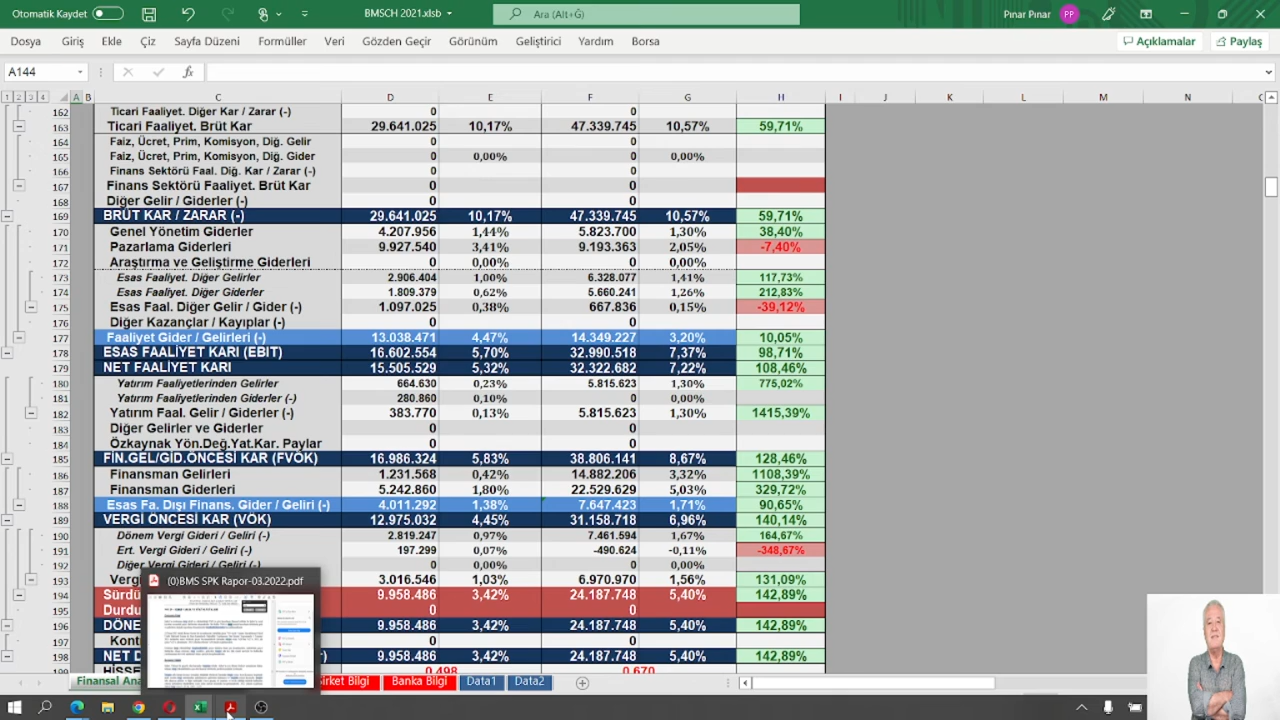 Otomatik Kaydet
BMSCH 2021.xlsb
Ara (Alt+G)
Pınar Pınar
PP
Dosya Giriş Ekle Çiz Sayfa Düzeni Formüller Veri Gözden Geçir Görünüm Geliştirici Yardım Borsa
Açıklamalar
Paylaş
A144
fx
1 2 3 4 A B C D E F G H I J K L M N
162 Ticari Faaliyet. Diğer Kar / Zarar (-) 0 0
163 Ticari Faaliyet. Brüt Kar 29.641.025 10,17% 47.339.745 10,57% 59,71%
164 Faiz, Ücret, Prim, Komisyon, Diğ. Gelir 0 0
165 Faiz, Ücret, Prim, Komisyon, Diğ. Gider 0 0,00% 0 0,00%
166 Finans Sektörü Faal. Diğ. Kar / Zarar (-) 0 0
167 Finans Sektörü Faaliyet. Brüt Kar 0 0
168 Diğer Gelir / Giderler (-) 0 0
169 BRÜT KAR / ZARAR (-) 29.641.025 10,17% 47.339.745 10,57% 59,71%
170 Genel Yönetim Giderler 4.207.956 1,44% 5.823.700 1,30% 38,40%
171 Pazarlama Giderleri 9.927.540 3,41% 9.193.363 2,05% -7,40%
172 Araştırma ve Geliştirme Giderleri 0 0,00% 0 0,00%
173 Esas Faaliyet. Diğer Gelirler 2.906.404 1,00% 6.328.077 1,41% 117,73%
174 Esas Faaliyet. Diğer Giderler 1.809.379 0,62% 5.660.241 1,26% 212,83%
175 Esas Faal. Diğer Gelir / Gider (-) 1.097.025 0,38% 667.836 0,15% -39,12%
176 Diğer Kazançlar / Kayıplar (-) 0 0
177 Faaliyet Gider / Gelirleri (-) 13.038.471 4,47% 14.349.227 3,20% 10,05%
178 ESAS FAALİYET KARI (EBIT) 16.602.554 5,70% 32.990.518 7,37% 98,71%
179 NET FAALİYET KARI 15.505.529 5,32% 32.322.682 7,22% 108,46%
180 Yatırım Faaliyetlerinden Gelirler 664.630 0,23% 5.815.623 1,30% 775,02%
181 Yatırım Faaliyetlerinden Giderler (-) 280.860 0,10% 0 0,00%
182 Yatırım Faal. Gelir / Giderler (-) 383.770 0,13% 5.815.623 1,30% 1415,39%
183 Diğer Gelirler ve Giderler 0 0
184 Özkaynak Yön.Değ.Yat.Kar. Paylar 0 0
185 FİN.GEL/GİD.ÖNCESİ KAR (FVÖK) 16.986.324 5,83% 38.806.141 8,67% 128,46%
186 Finansman Gelirleri 1.231.568 0,42% 14.882.206 3,32% 1108,39%
187 Finansman Giderleri 5.242.860 1,80% 22.529.629 5,03% 329,72%
188 Esas Fa. Dışı Finans. Gider / Geliri (-) 4.011.292 1,38% 7.647.423 1,71% 90,65%
189 VERGİ ÖNCESİ KAR (VÖK) 12.975.032 4,45% 31.158.718 6,96% 140,14%
190 Dönem Vergi Gideri / Geliri (-) 2.819.247 0,97% 7.461.594 1,67% 164,67%
191 Ert. Vergi Gideri / Geliri (-) 197.299 0,07% -490.624 -0,11% -348,67%
192 Diğer Vergi Gideri / Geliri (-) 0 0,00% 0 0,00%
193 Vergi 3.016.546 1,03% 6.970.970 1,56% 131,09%
194 Sürdü 9.958.486 3,42% 24.187.748 5,40% 142,89%
195 Durdu 0 0
196 DÖNE 9.958.486 3,42% 24.187.748 5,40% 142,89%
197 Kont 0 0
198 NET D 9.958.486 3,42% 24.187.748 5,40% 142,89%
(0)BMS SPK Rapor-03.2022.pdf
Finansal Ana
Şirket Bilgi
Banka Bilgi
Data2